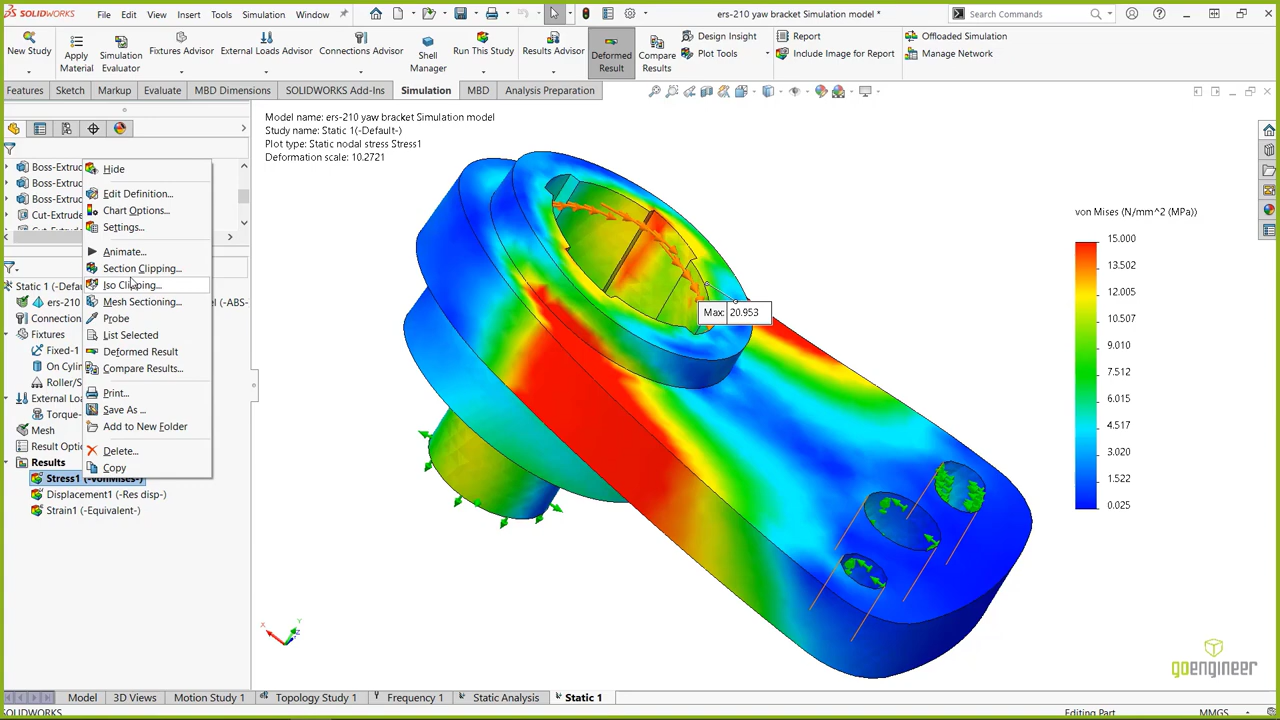 SOLIDWORKS
File
Edit
View
Insert
Tools
Simulation
Window
ers-210 yaw bracket Simulation model *
Search Commands
New Study
Apply
Material
Simulation
Evaluator
Fixtures Advisor
External Loads Advisor
Connections Advisor
Shell
Manager
Run This Study
Results Advisor
Deformed
Result
Compare
Results
Design Insight
Plot Tools
Report
Include Image for Report
Offloaded Simulation
Manage Network
Features
Sketch
Markup
Evaluate
MBD Dimensions
SOLIDWORKS Add-Ins
Simulation
MBD
Analysis Preparation
Model name: ers-210 yaw bracket Simulation model
Study name: Static 1(-Default-)
Plot type: Static nodal stress Stress1
Deformation scale: 10.2721
Boss-Extruc
Boss-Extruc
Boss-Extruc
Cut-Extrude
Hide
Edit Definition...
Chart Options...
Settings...
Animate...
Section Clipping...
Iso Clipping...
Mesh Sectioning...
Probe
List Selected
Deformed Result
Compare Results...
Print...
Save As ...
Add to New Folder
Delete...
Copy
Static 1 (-Defau
ers-210
el (-ABS-
Connection
Fixtures
Fixed-1
On Cylin
Roller/S
External Loa
Torque-
Mesh
Result Opti
Results
Stress1 (-vonMises-)
Displacement1 (-Res disp-)
Strain1 (-Equivalent-)
Max: 20.953
von Mises (N/mm^2 (MPa))
15.000
13.502
12.005
10.507
9.010
7.512
6.015
4.517
3.020
1.522
0.025
X
Y
Z
goengineer
Model
3D Views
Motion Study 1
Topology Study 1
Frequency 1
Static Analysis
Static 1
SOLIDWORKS
Editing Part
MMGS